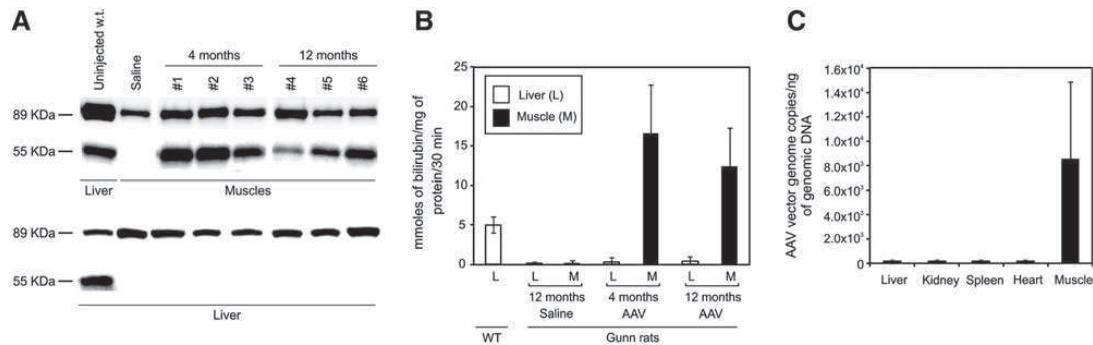 A
Uninjected w.t.
Saline
4 months
12 months
#1
#2
#3
#4
#5
#6
89 KDa
55 KDa
Liver
Muscles
89 KDa
55 KDa
Liver
B
mmoles of bilirubin/mg of
protein/30 min
25
20
15
10
5
0
Liver (L)
Muscle (M)
L
L
M
L
M
L
M
12 months
Saline
4 months
AAV
12 months
AAV
WT
Gunn rats
C
AAV vector genome copies/ng
of genomic DNA
1.6x10⁴
1.6x10⁴
1.2x10⁴
1.0x10⁴
8.0x10³
6.0x10³
4.0x10³
2.0x10³
0
Liver
Kidney
Spleen
Heart
Muscle